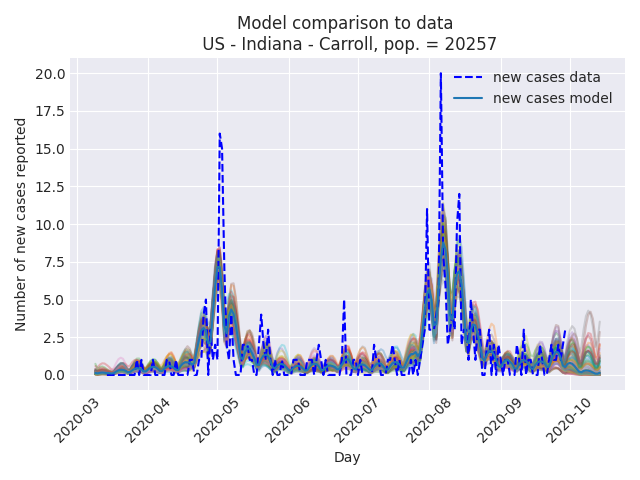 Model comparison to data
US - Indiana - Carroll, pop. = 20257
new cases data
new cases model
Number of new cases reported
20.0
17.5
15.0
12.5
10.0
7.5
5.0
2.5
0.0
2020-03
2020-04
2020-05
2020-06
2020-07
2020-08
2020-09
2020-10
Day